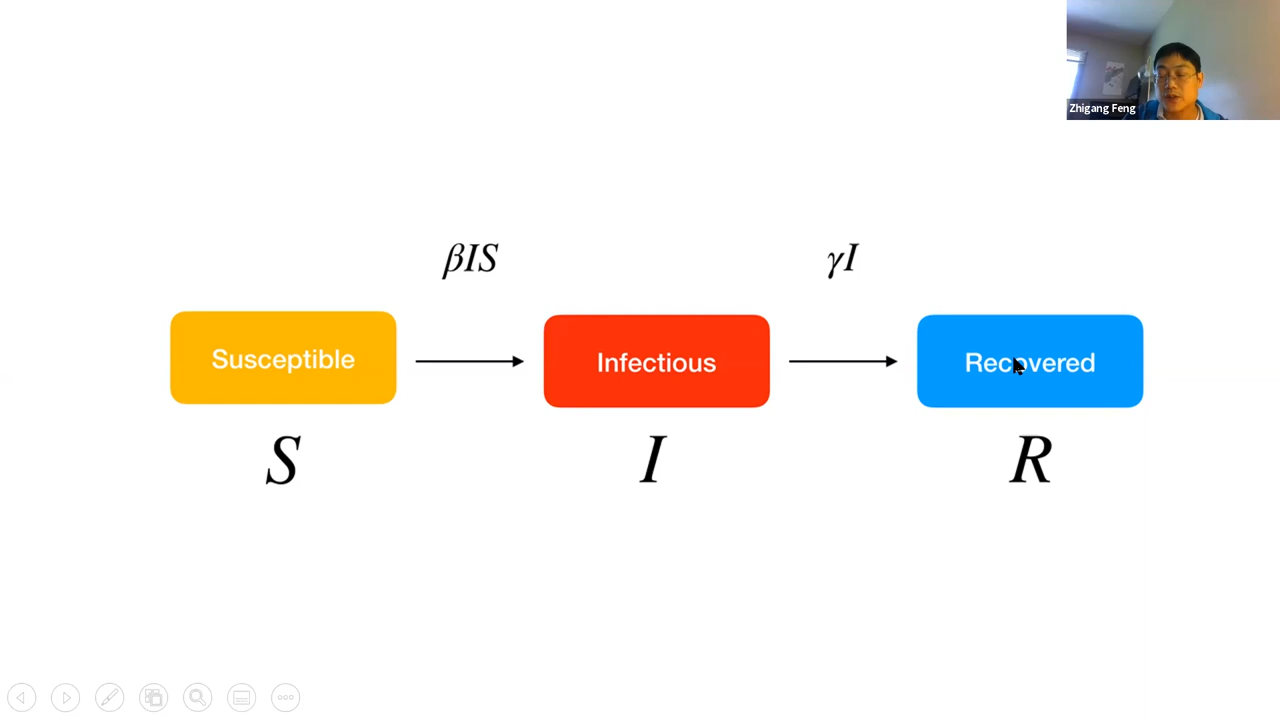 Zhigang Feng
βIS
γI
Susceptible
Infectious
Recovered
S
I
R